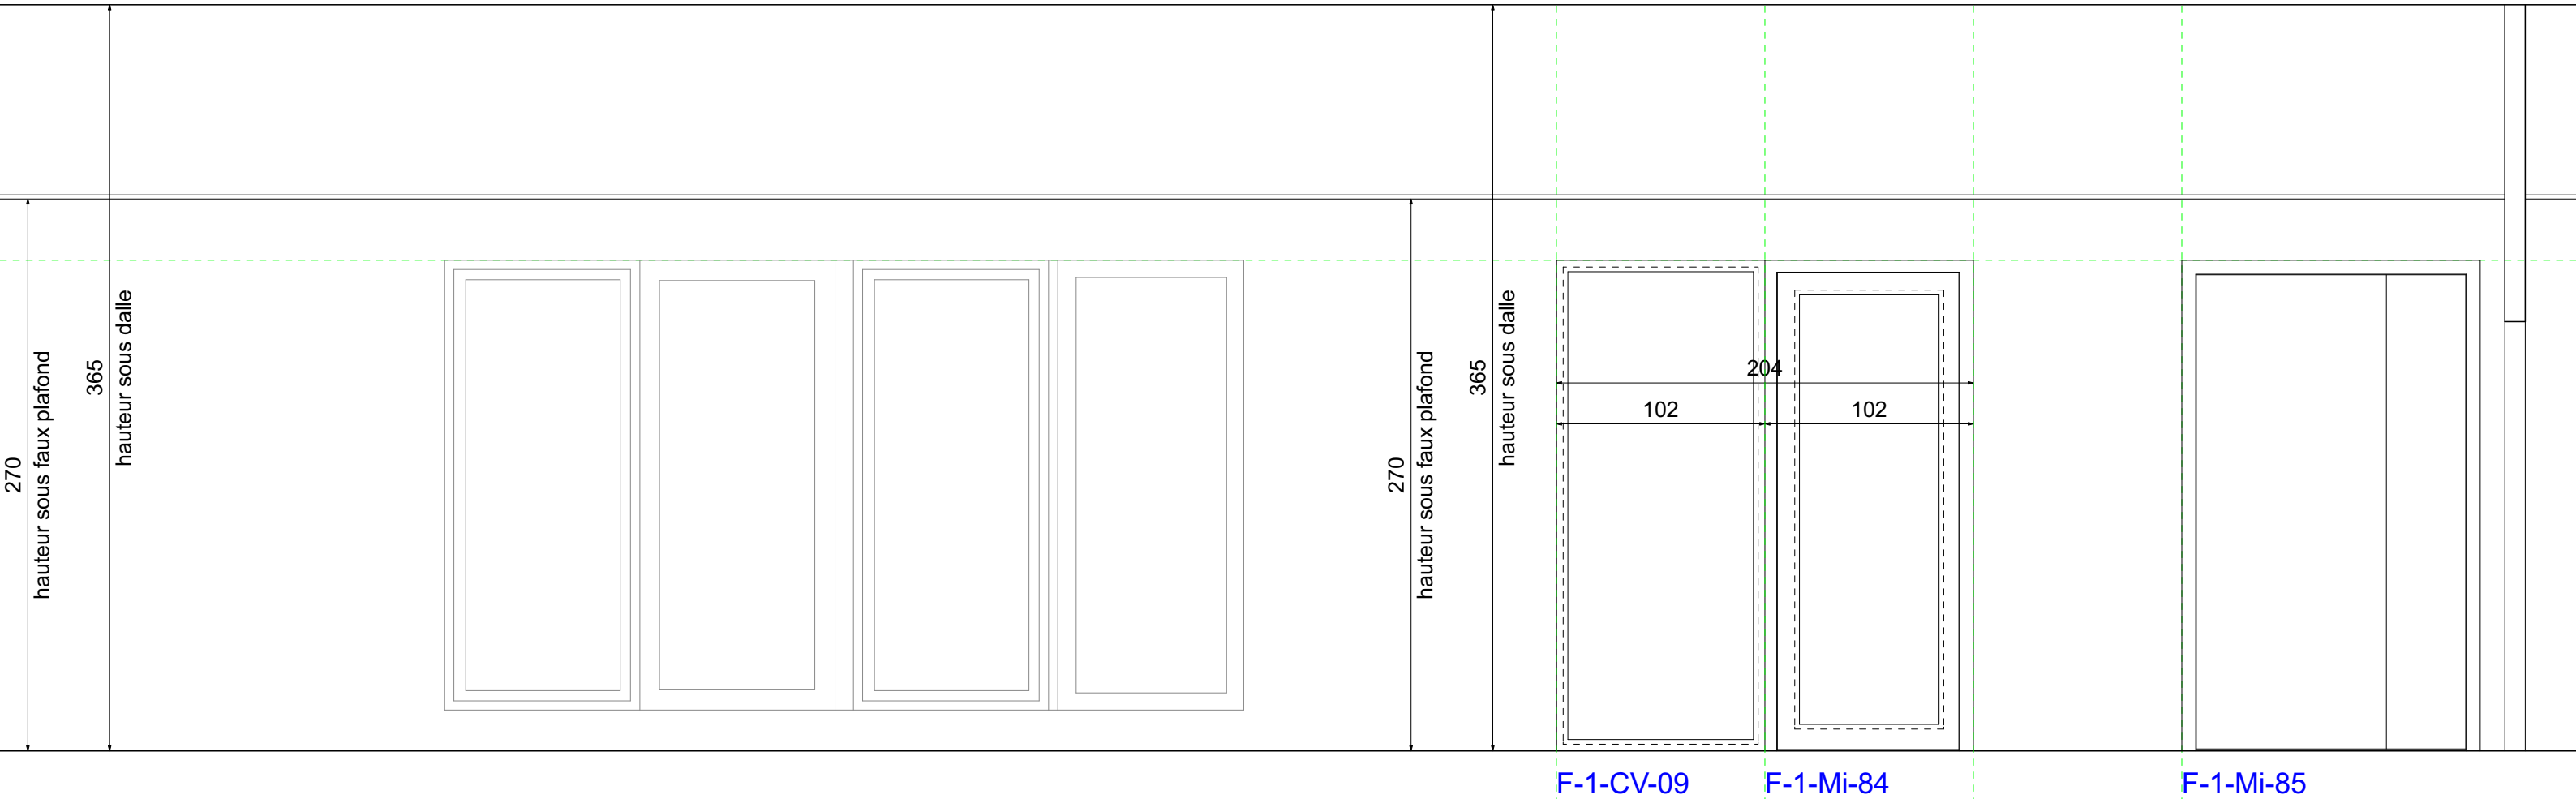 270
hauteur sous faux plafond
365
hauteur sous dalle
270
hauteur sous faux plafond
365
hauteur sous dalle
204
102
102
F-1-CV-09
F-1-Mi-84
F-1-Mi-85